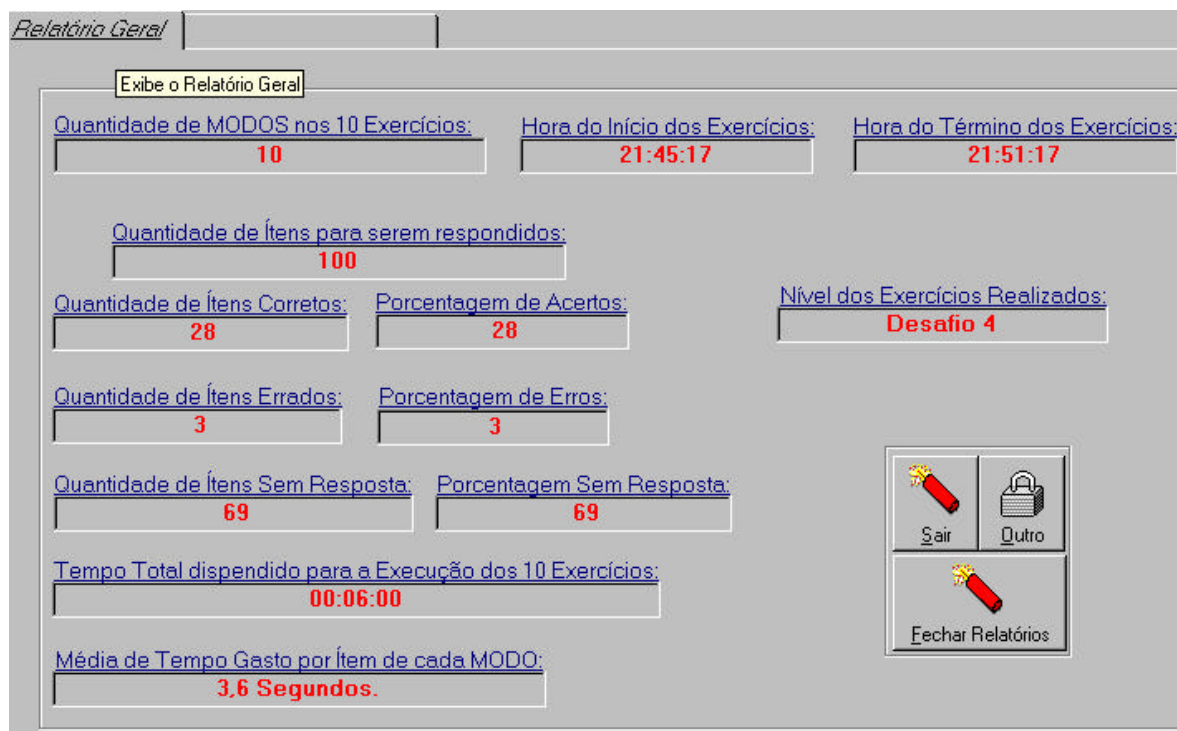 Relatório Geral
Exibe o Relatório Geral
Quantidade de MODOS nos 10 Exercícios:
10
Hora do Início dos Exercícios:
21:45:17
Hora do Término dos Exercícios:
21:51:17
Quantidade de Ítens para serem respondidos:
100
Quantidade de Ítens Corretos:
28
Porcentagem de Acertos:
28
Nível dos Exercícios Realizados:
Desafio 4
Quantidade de Ítens Errados:
3
Porcentagem de Erros:
3
Quantidade de Ítens Sem Resposta:
69
Porcentagem Sem Resposta:
69
Sair
Outro
Tempo Total dispendido para a Execução dos 10 Exercícios:
00:06:00
Fechar Relatórios
Média de Tempo Gasto por Ítem de cada MODO:
3,6 Segundos.